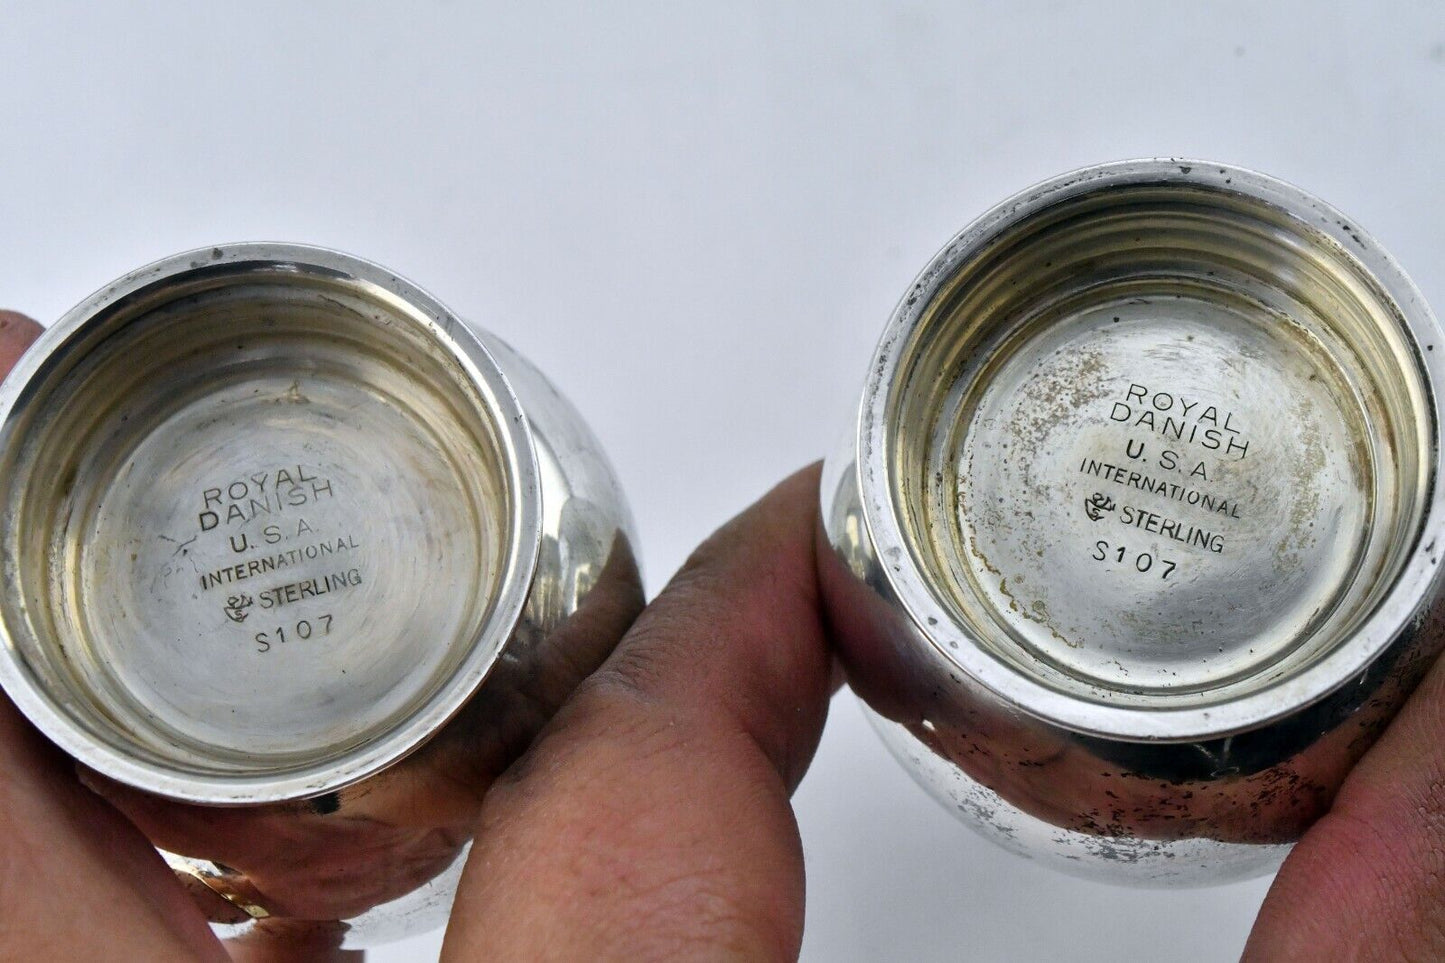 ROYAL
DANISH
U.S.A.
INTERNATIONAL
STERLING
S107
ROYAL
DANISH
U.S.A.
INTERNATIONAL
STERLING
S107